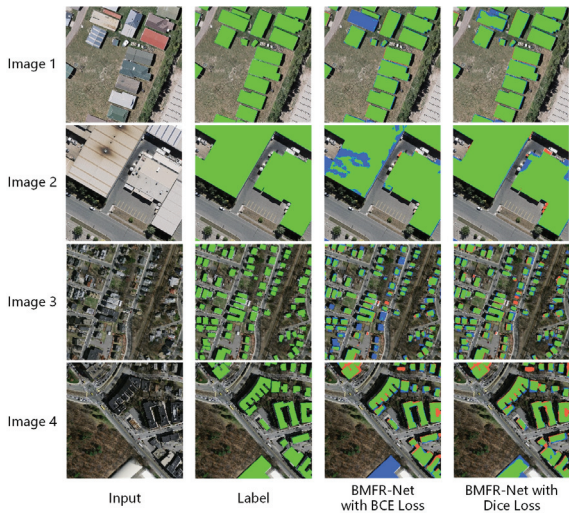 Image 1
Image 2
Image 3
Image 4
Input
Label
BMFR-Net
with BCE Loss
BMFR-Net with
Dice Loss